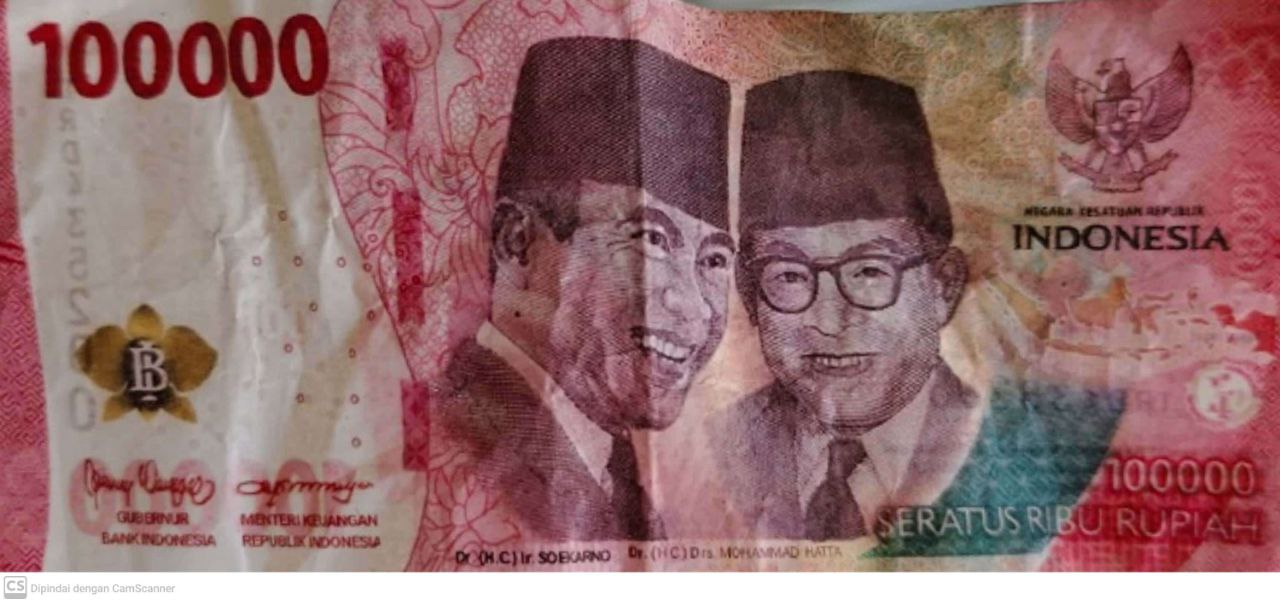 100000
NEGARA KESATUAN REPUBLIK
INDONESIA
GUBERNUR
BANK INDONESIA
MENTERI KEUANGAN
REPUBLIK INDONESIA
100000
SERATUS RIBU RUPIAH
Dr. (H.C.) Ir. SOEKARNO
Dr. (HC) Drs. MOHAMMAD HATTA
CS Dipindai dengan CamScanner